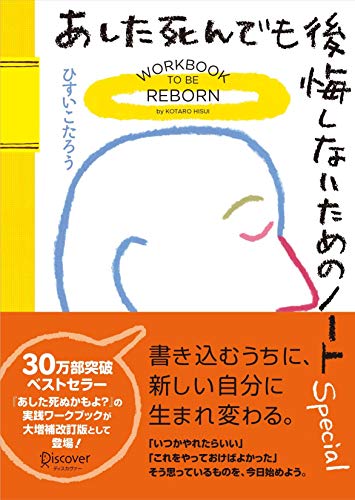 あした死んでも後悔しないためのノート
Special
ひすいこたろう
WORKBOOK
TO BE
REBORN
by KOTARO HISUI
書き込むうちに、
新しい自分に
生まれ変わる。
「いつかやれたらいい」
「これをやっておけばよかった」
そう思っているものを、今日始めよう。
30万部突破
ベストセラー
『あした死ぬかもよ?』の
実践ワークブックが
大増補改訂版として
登場!
Discover
ディスカヴァー